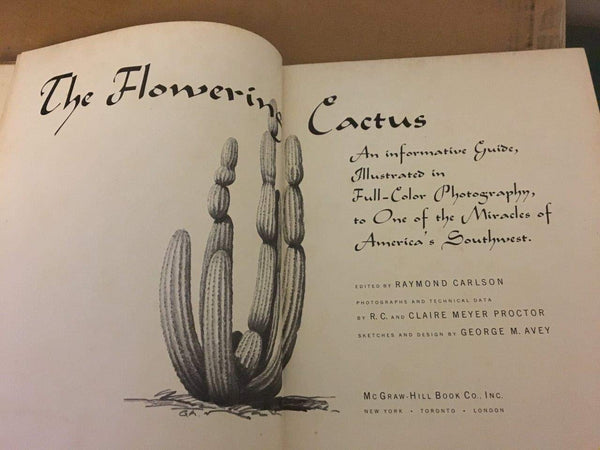 The Flowering Cactus
An informative Guide,
Illustrated in
Full-Color Photography,
to One of the Miracles of
America's Southwest.
EDITED BY RAYMOND CARLSON
PHOTOGRAPHS AND TECHNICAL DATA
BY R.C. AND CLAIRE MEYER PROCTOR
SKETCHES AND DESIGN BY GEORGE M. AVEY
McGRAW-HILL BOOK CO., INC.
NEW YORK • TORONTO • LONDON
GA